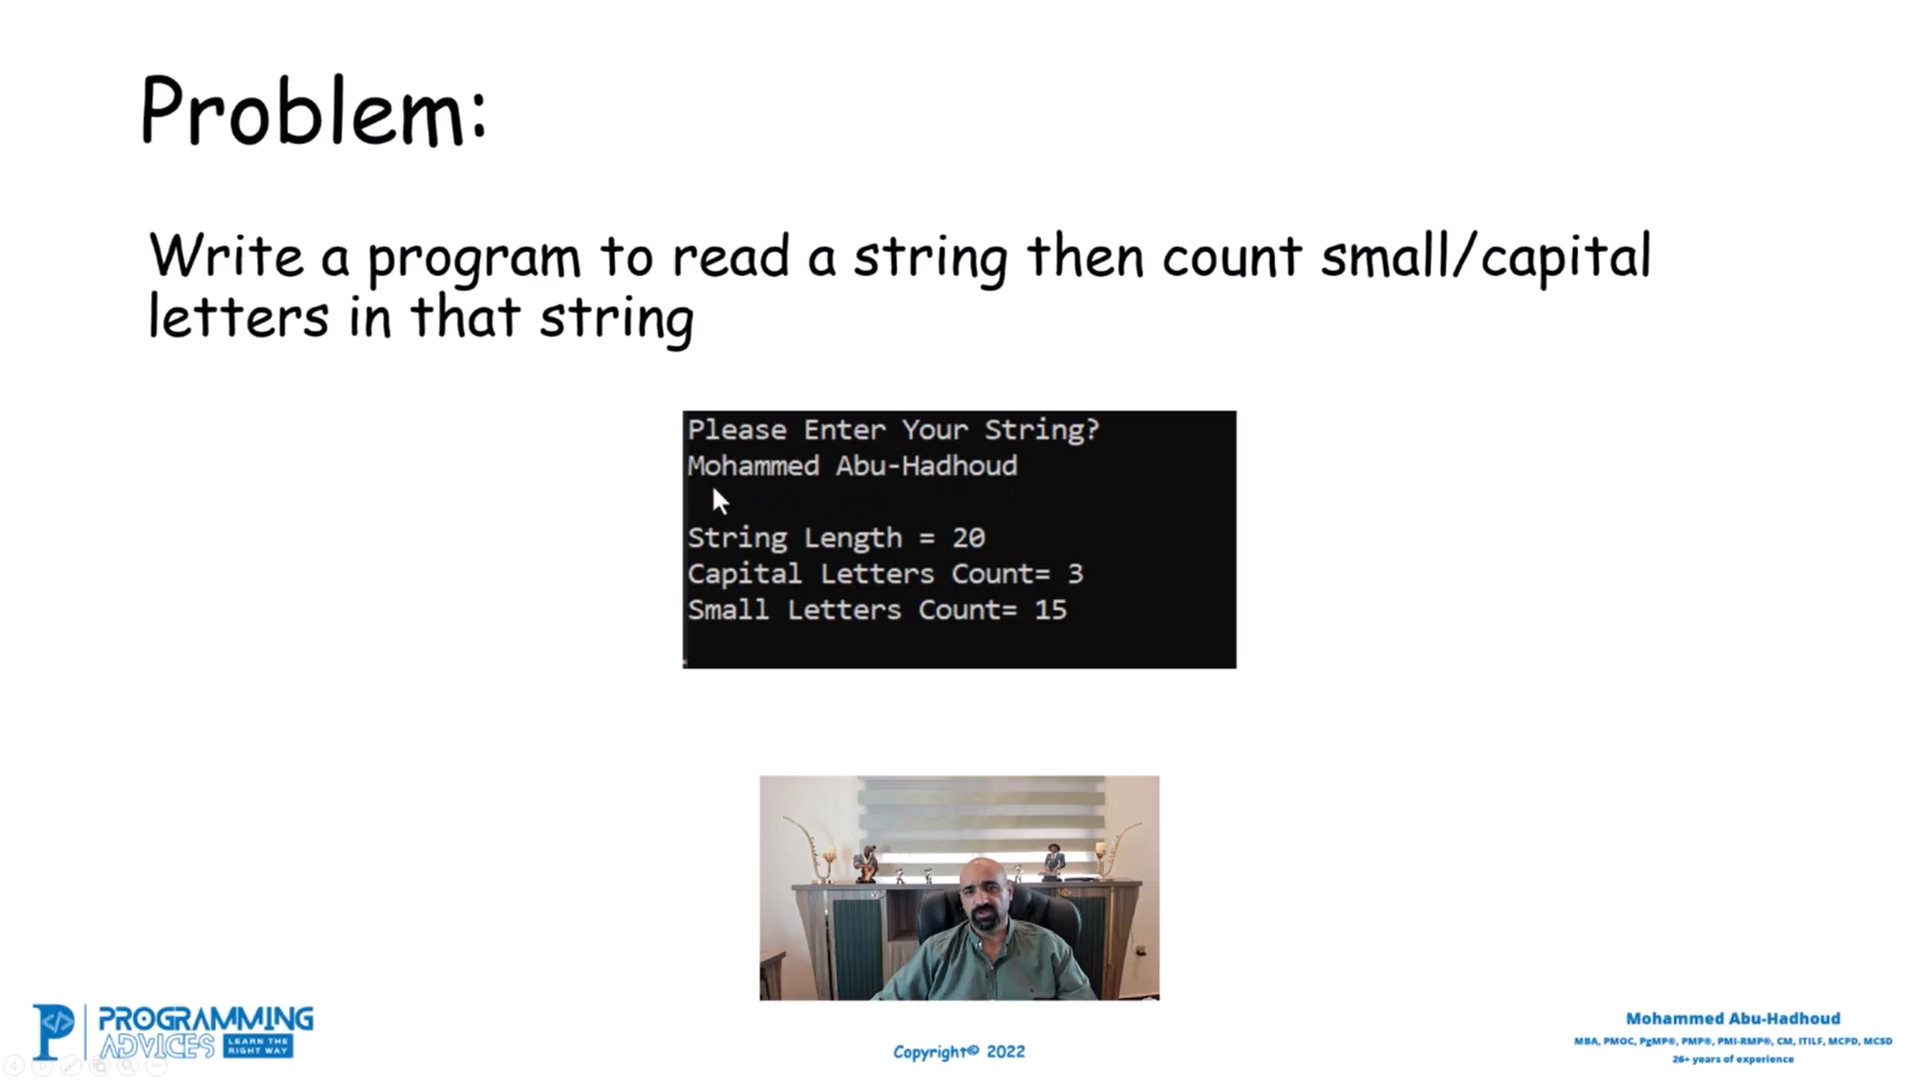 Problem:
Write a program to read a string then count small/capital
letters in that string
Please Enter Your String?
Mohammed Abu-Hadhoud
String Length = 20
Capital Letters Count= 3
Small Letters Count= 15
PROGRAMMING
ADVICES
LEARN THE
RIGHT WAY
Copyright© 2022
Mohammed Abu-Hadhoud
MBA, PMOC, PgMP®, PMP®, PMI-RMP®, CM, ITILF, MCPD, MCSD
26+ years of experience